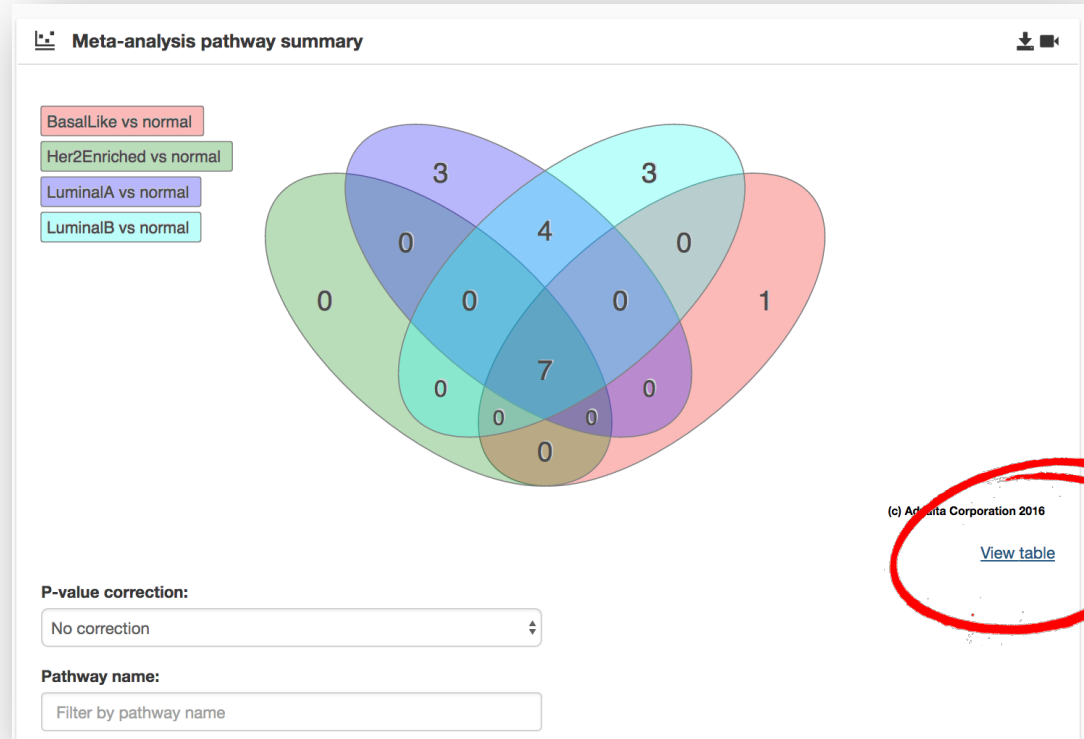 Meta-analysis pathway summary
BasalLike vs normal
Her2Enriched vs normal
LuminalA vs normal
LuminalB vs normal
3 3
4
0 0
0 0 0 1
7
0 0
0 0
0
(c) Advaita Corporation 2016
View table
P-value correction:
No correction
Pathway name:
Filter by pathway name